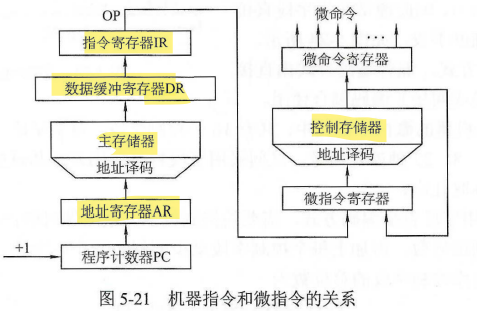 OP
指令寄存器IR
数据缓冲寄存器DR
主存储器
地址译码
地址寄存器AR
+1
程序计数器PC
微命令
···
微命令寄存器
控制存储器
地址译码
微指令寄存器
图 5-21 机器指令和微指令的关系